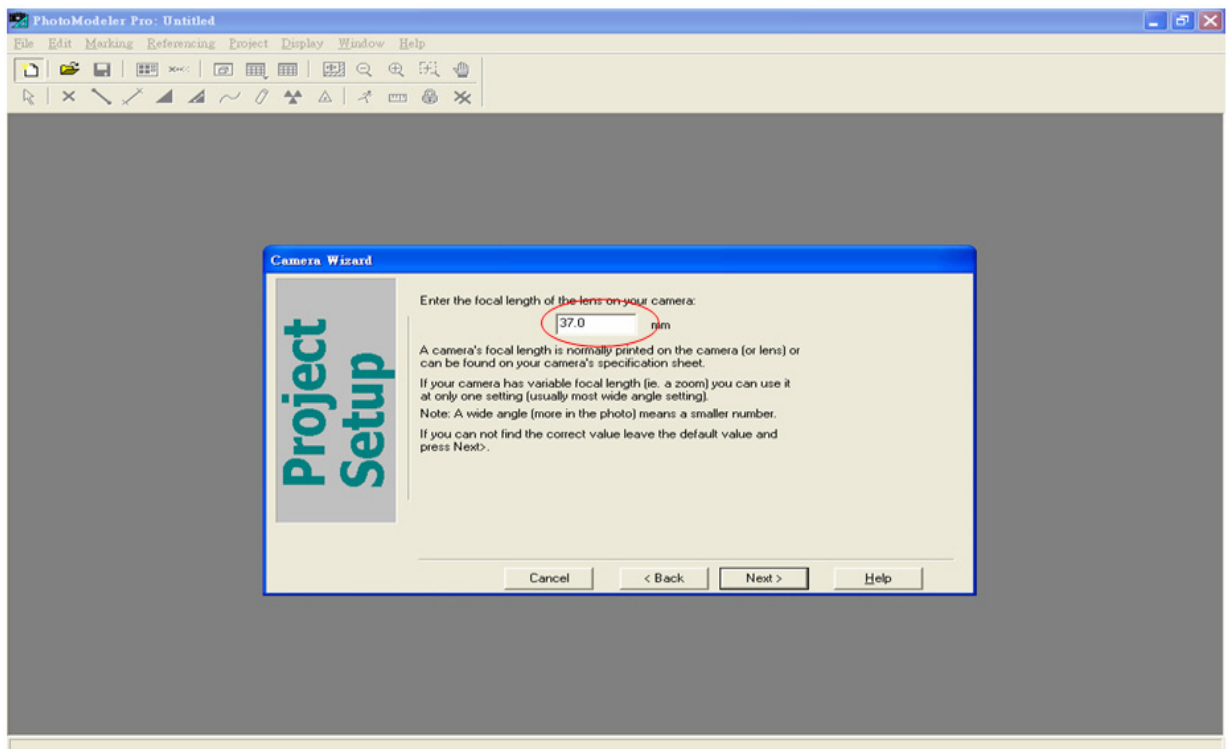 PhotoModeler Pro: Untitled
File Edit Marking Referencing Project Display Window Help
Camera Wizard
Project
Setup
Enter the focal length of the lens on your camera:
37.0 mm
A camera's focal length is normally printed on the camera (or lens) or
can be found on your camera's specification sheet.
If your camera has variable focal length (ie. a zoom) you can use it
at only one setting (usually most wide angle setting).
Note: A wide angle (more in the photo) means a smaller number.
If you can not find the correct value leave the default value and
press Next>.
Cancel < Back Next > Help